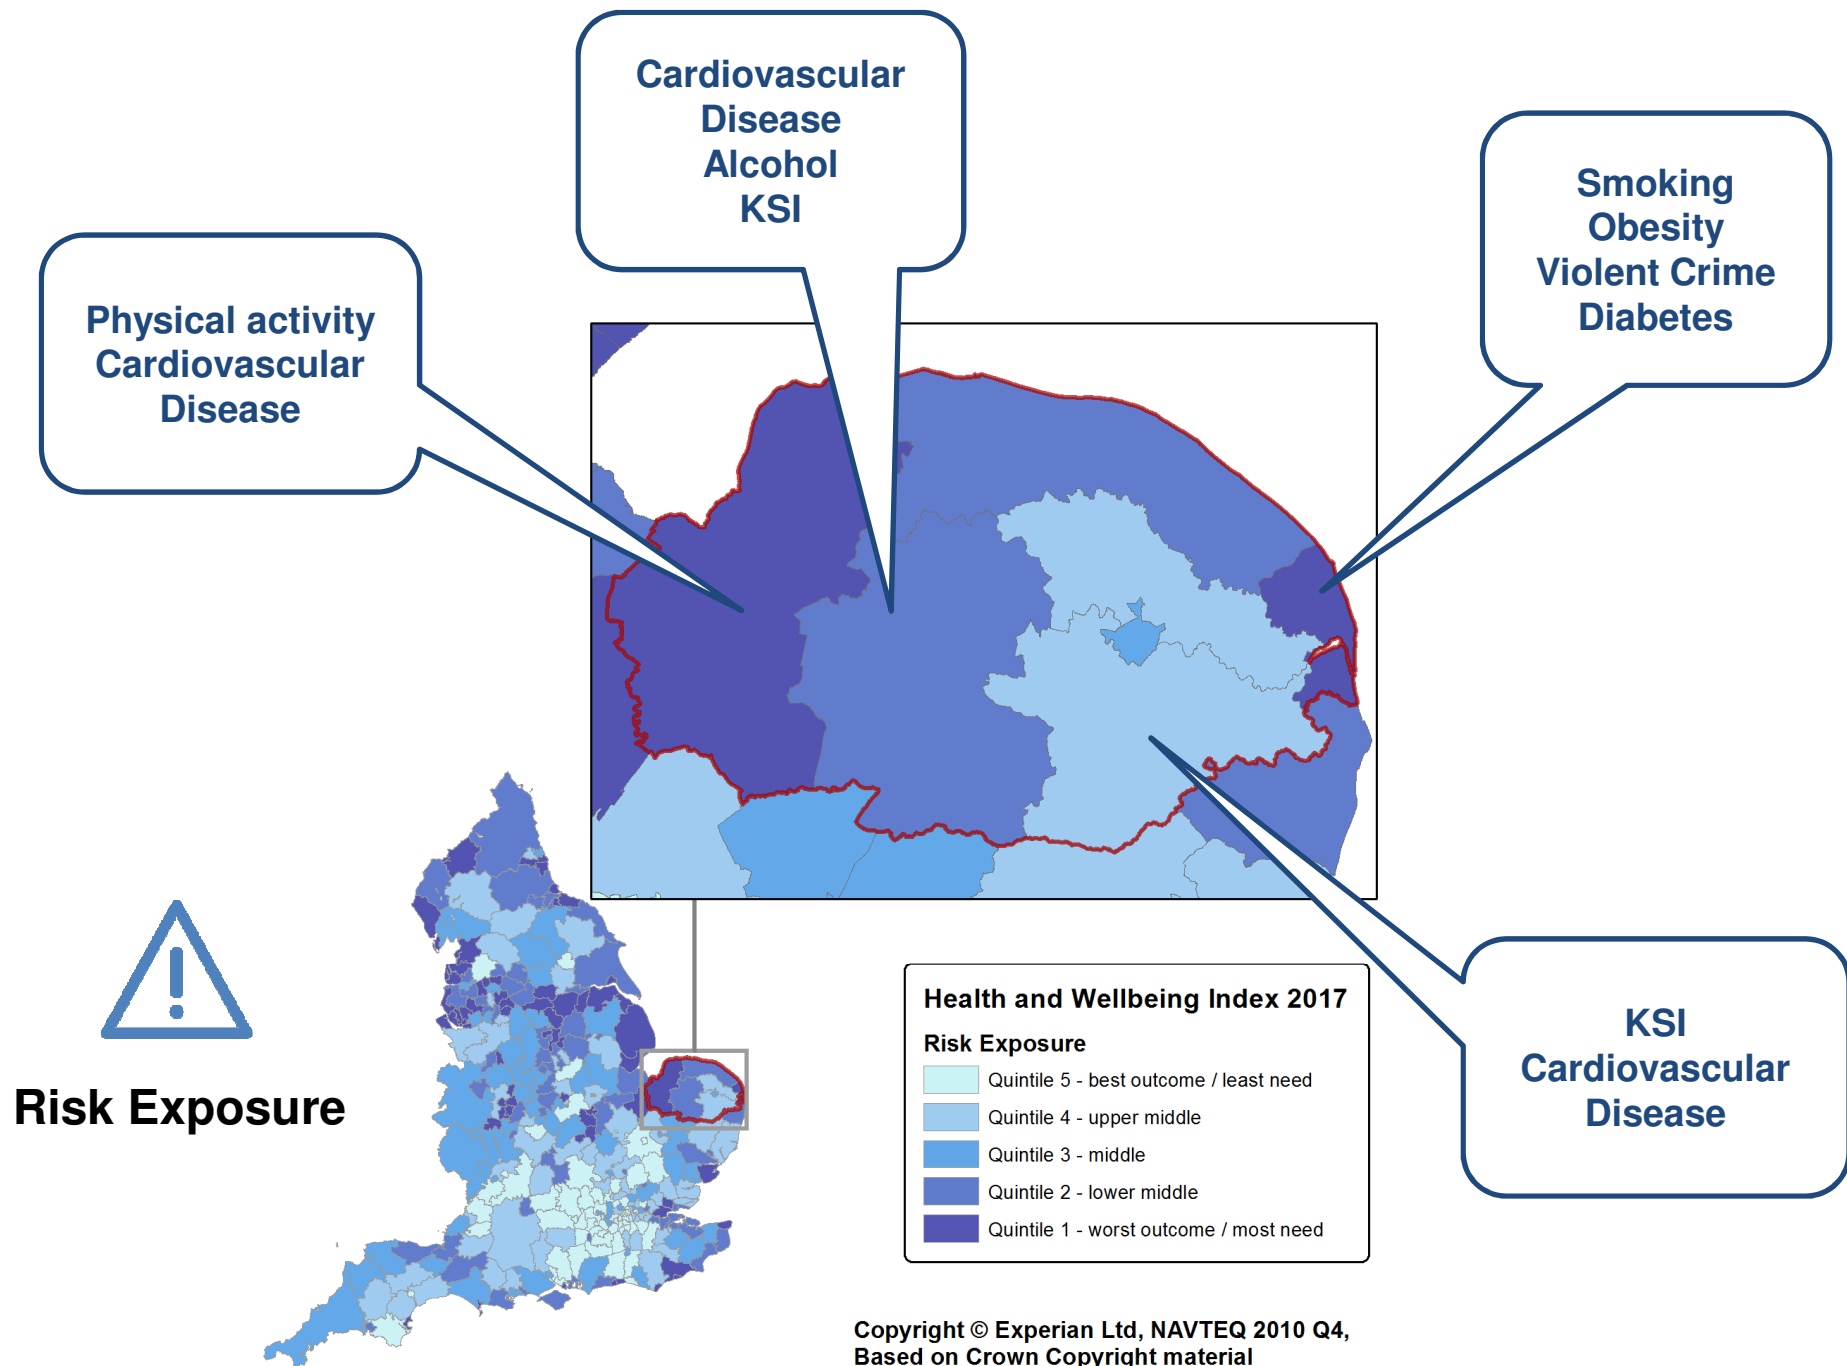 Cardiovascular
Disease
Alcohol
KSI
Smoking
Obesity
Violent Crime
Diabetes
Physical activity
Cardiovascular
Disease
Risk Exposure
Health and Wellbeing Index 2017
Risk Exposure
Quintile 5 - best outcome / least need
Quintile 4 - upper middle
Quintile 3 - middle
Quintile 2 - lower middle
Quintile 1 - worst outcome / most need
KSI
Cardiovascular
Disease
Copyright © Experian Ltd, NAVTEQ 2010 Q4,
Based on Crown Copyright material